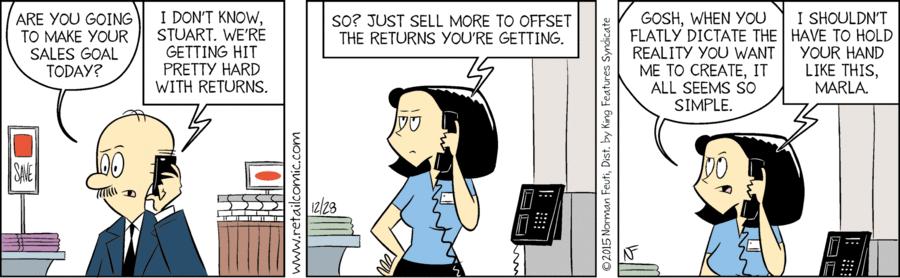 ARE YOU GOING
TO MAKE YOUR
SALES GOAL
TODAY?
I DON'T KNOW,
STUART. WE'RE
GETTING HIT
PRETTY HARD
WITH RETURNS.
SAVE
SO? JUST SELL MORE TO OFFSET
THE RETURNS YOU'RE GETTING.
www.retailcomic.com
12/28
©2015 Norman Feuti, Dist. by King Features Syndicate
GOSH, WHEN YOU
FLATLY DICTATE THE
REALITY YOU WANT
ME TO CREATE, IT
ALL SEEMS SO
SIMPLE.
I SHOULDN'T
HAVE TO HOLD
YOUR HAND
LIKE THIS,
MARLA.
NF